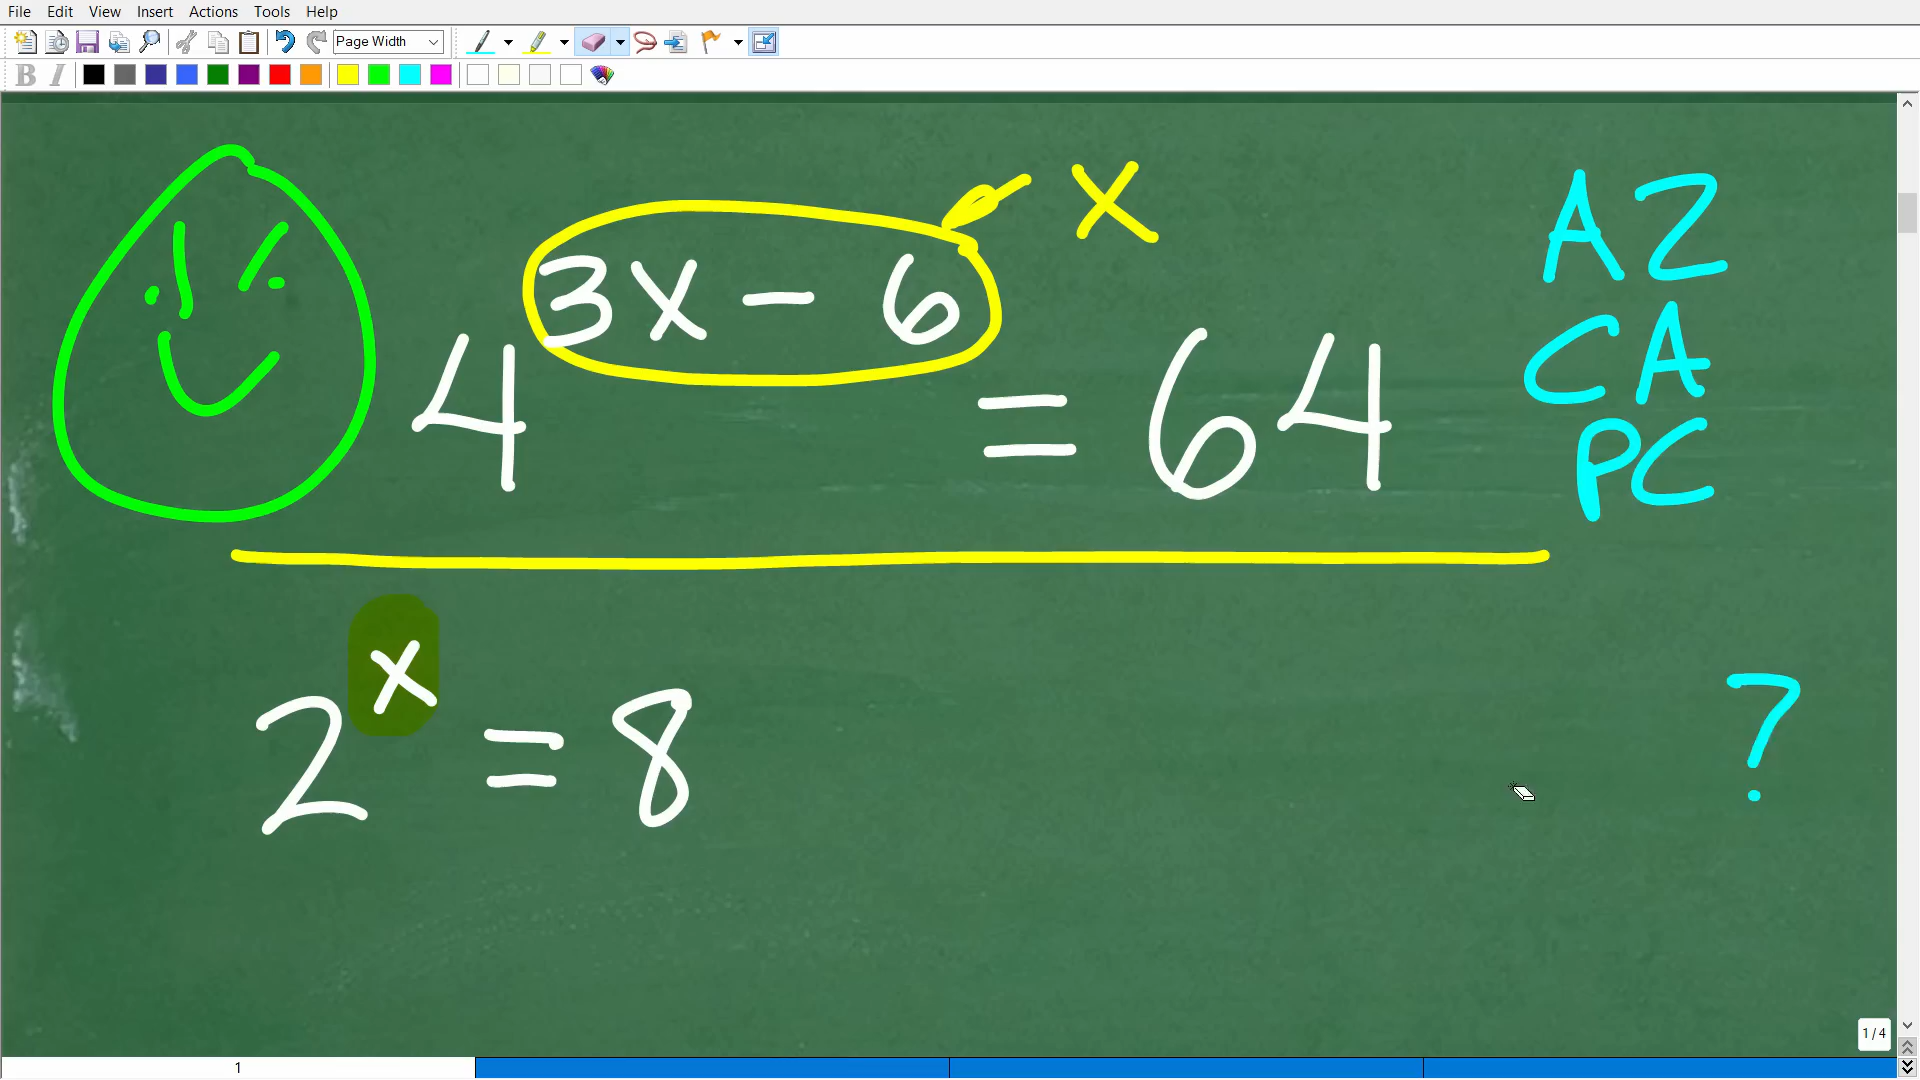 File Edit View Insert Actions Tools Help
Page Width
B I
x
4^{3x - 6} = 64
A2
CA
PC
2^x = 8
?
1 / 4
1